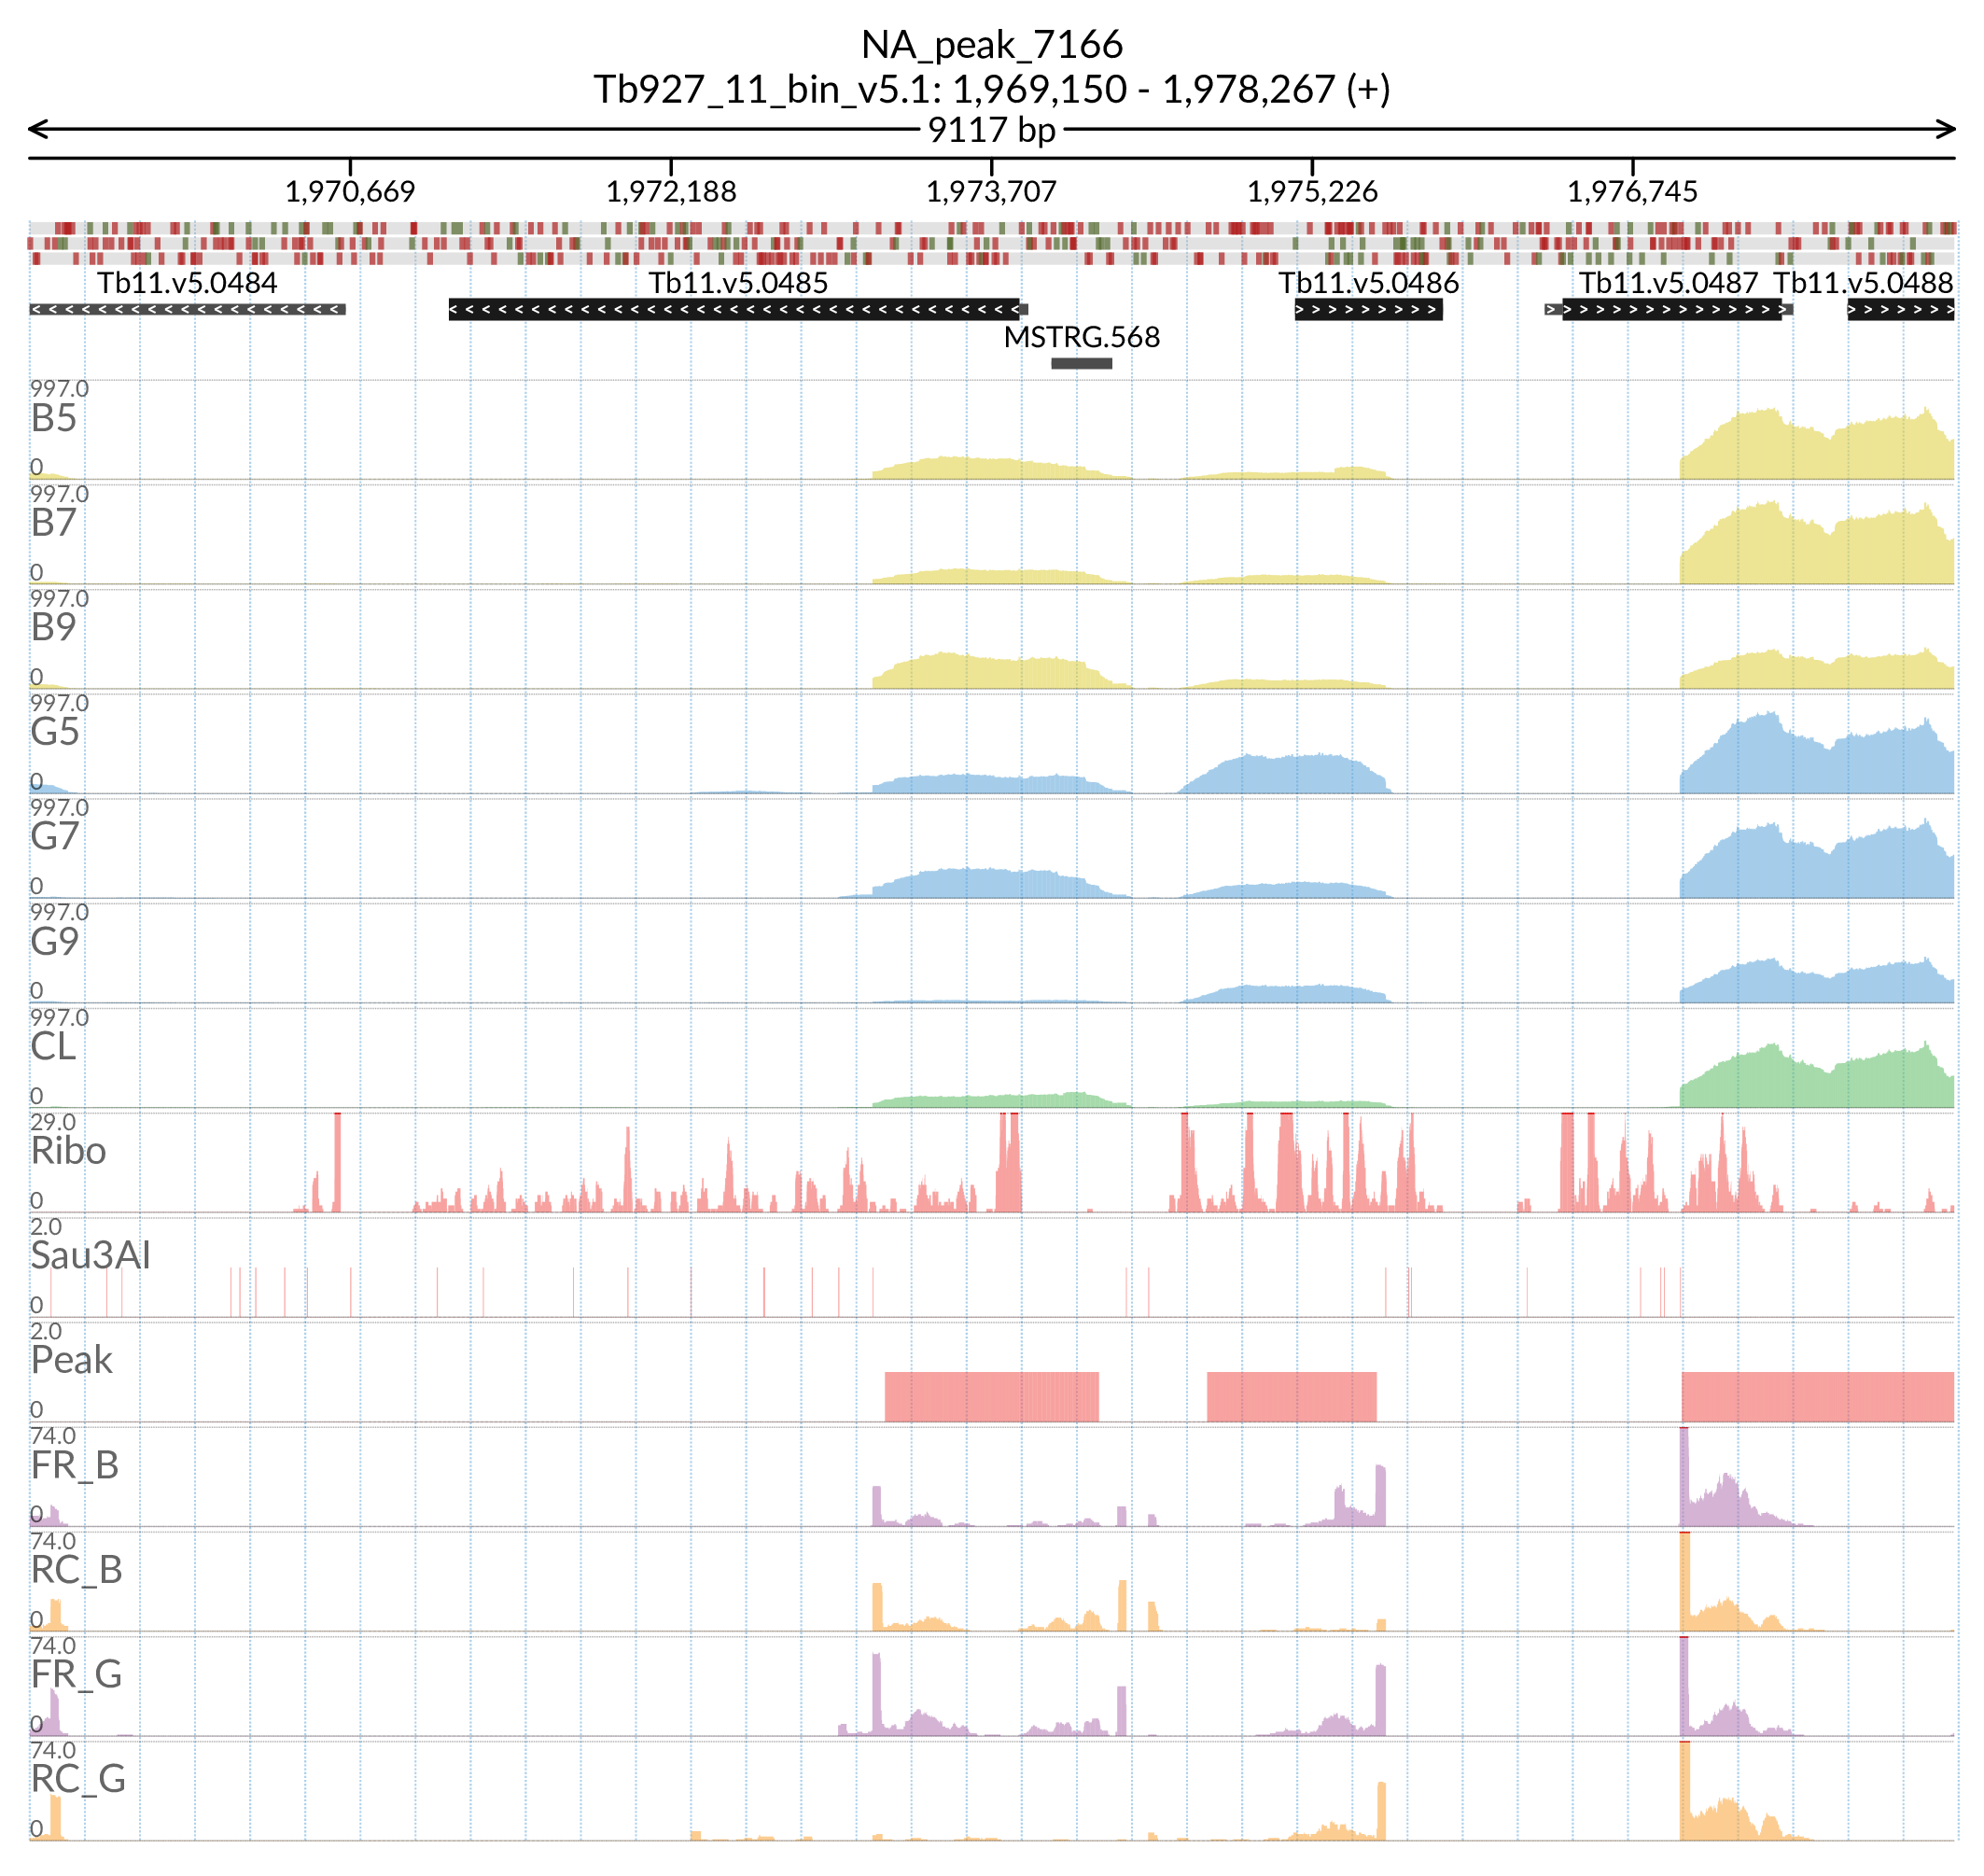 NA_peak_7166
Tb927_11_bin_v5.1: 1,969,150 - 1,978,267 (+)
9117 bp
1,970,669 1,972,188 1,973,707 1,975,226 1,976,745
Tb11.v5.0484 Tb11.v5.0485 Tb11.v5.0486 Tb11.v5.0487 Tb11.v5.0488
MSTRG.568
997.0
B5
0
997.0
B7
0
997.0
B9
0
997.0
G5
0
997.0
G7
0
997.0
G9
0
997.0
CL
0
29.0
Ribo
0
2.0
Sau3AI
0
2.0
Peak
0
74.0
FR_B
0
74.0
RC_B
0
74.0
FR_G
0
74.0
RC_G
0